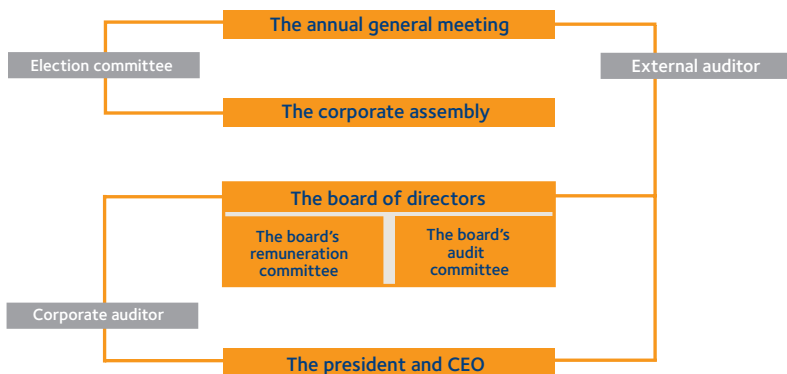 The annual general meeting
Election committee
External auditor
The corporate assembly
The board of directors
The board’s
remuneration
committee
The board’s
audit
committee
Corporate auditor
The president and CEO